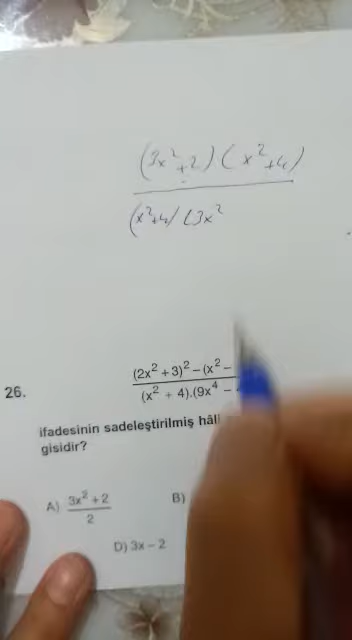 (3x²+2) (x²+4)
(x²+4) (3x²
26.
(2x² + 3)² – (x² –
(x² + 4).(9x⁴ –
ifadesinin sadeleştirilmiş hâli
gisidir?
A) 3x² + 2
2
B)
D) 3x – 2